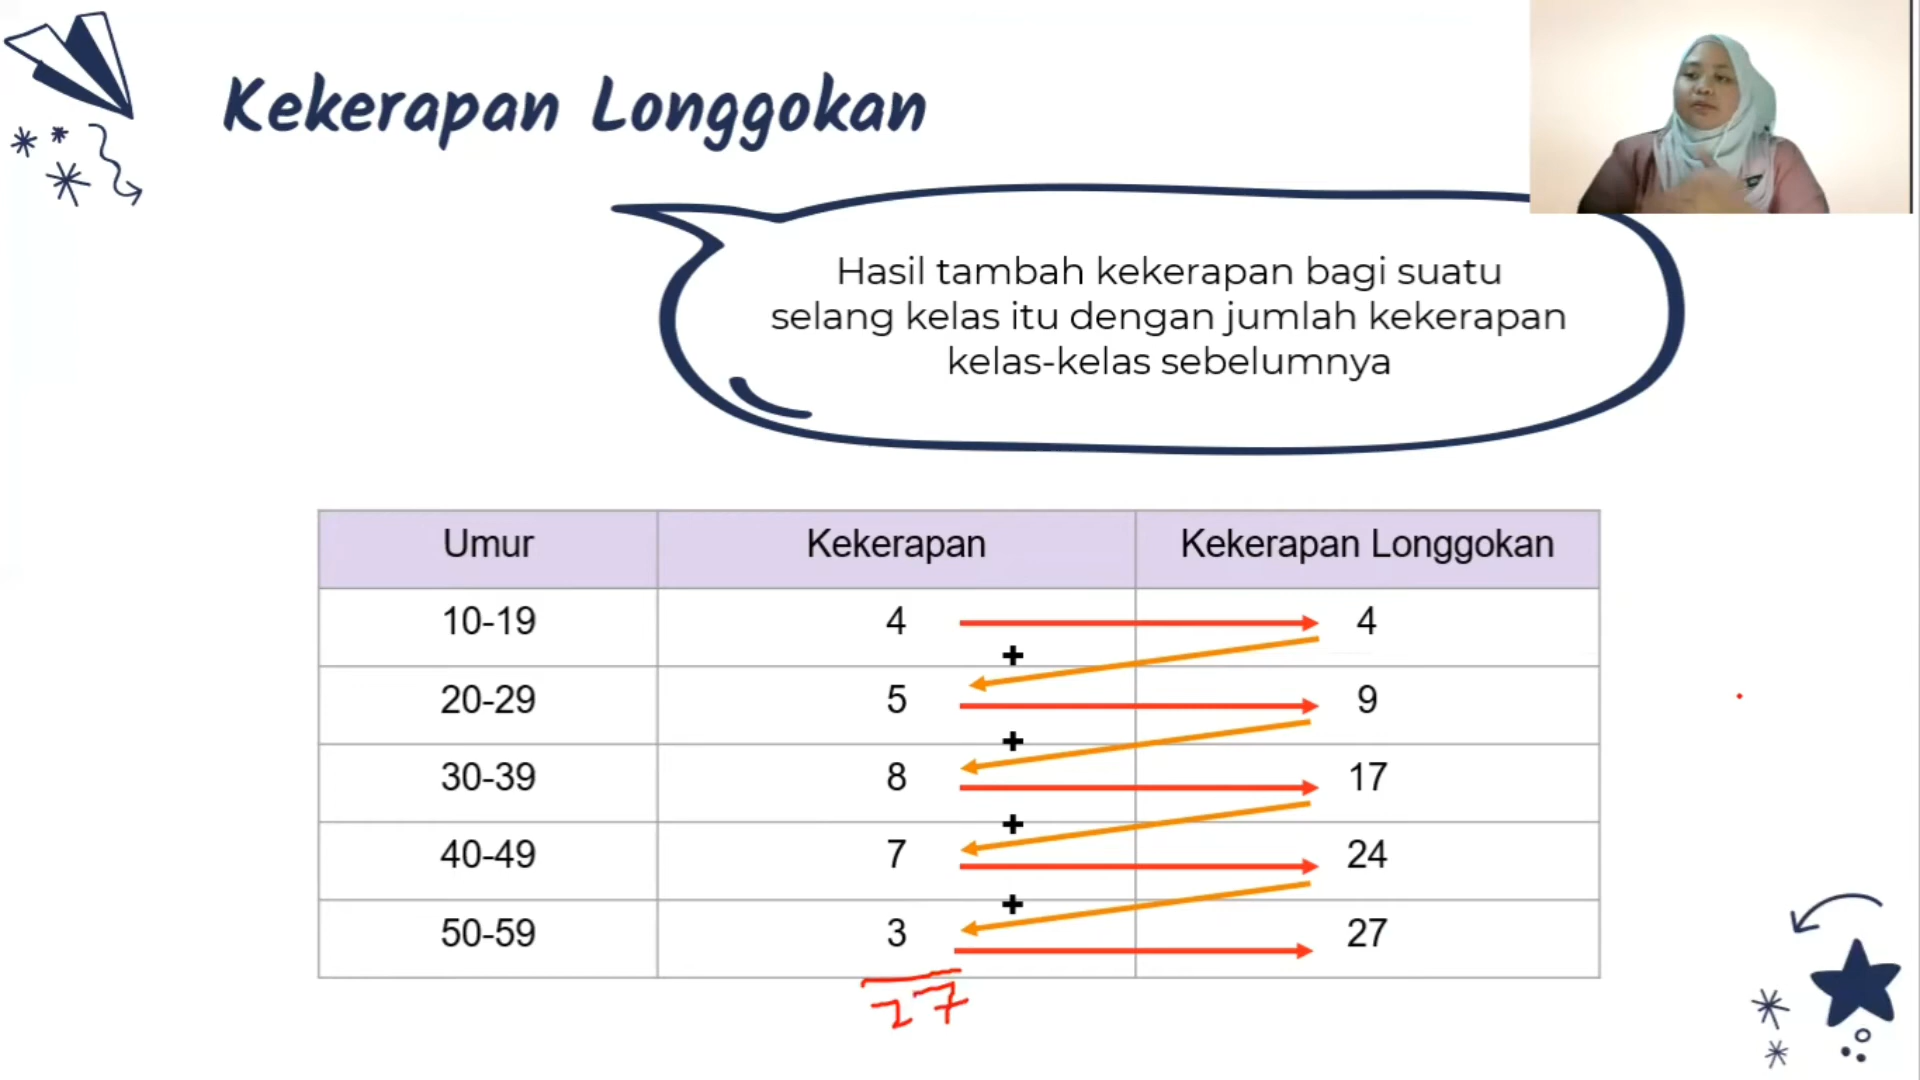 Kekerapan Longgokan
Hasil tambah kekerapan bagi suatu
selang kelas itu dengan jumlah kekerapan
kelas-kelas sebelumnya
Umur Kekerapan Kekerapan Longgokan
10-19 4 4
+
20-29 5 9
+
30-39 8 17
+
40-49 7 24
+
50-59 3 27
27